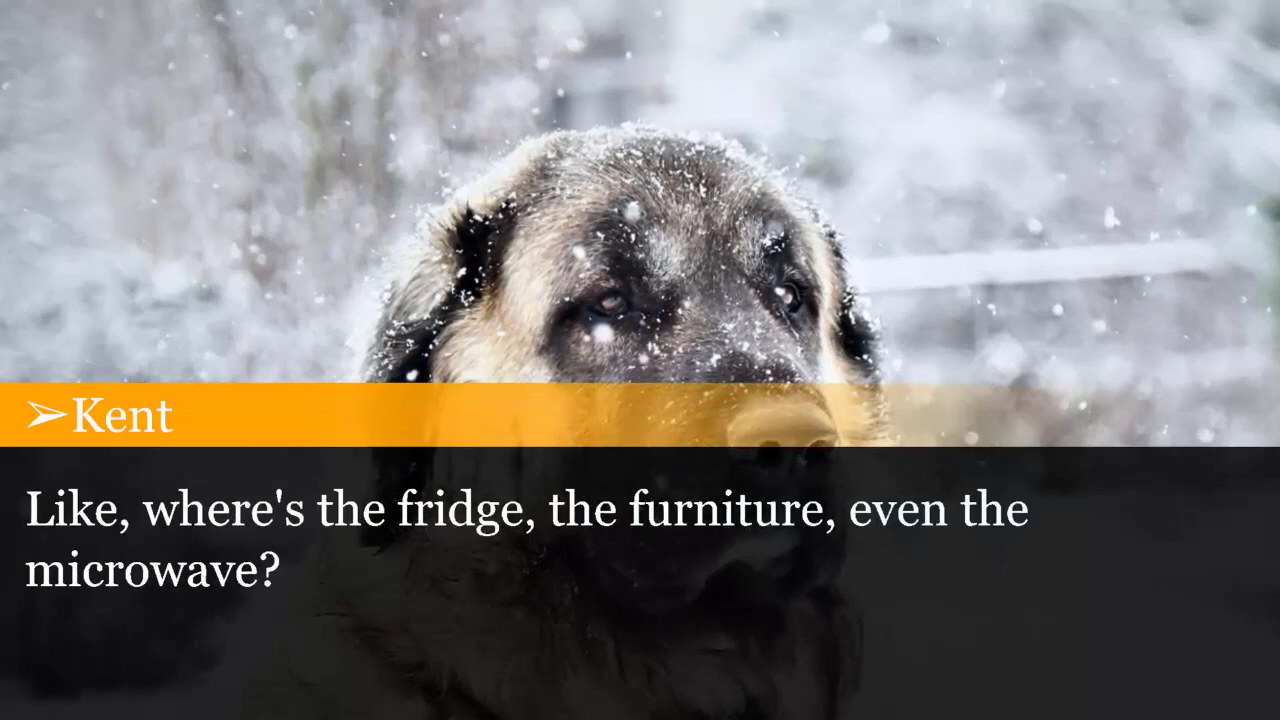 ➢Kent
Like, where's the fridge, the furniture, even the
microwave?